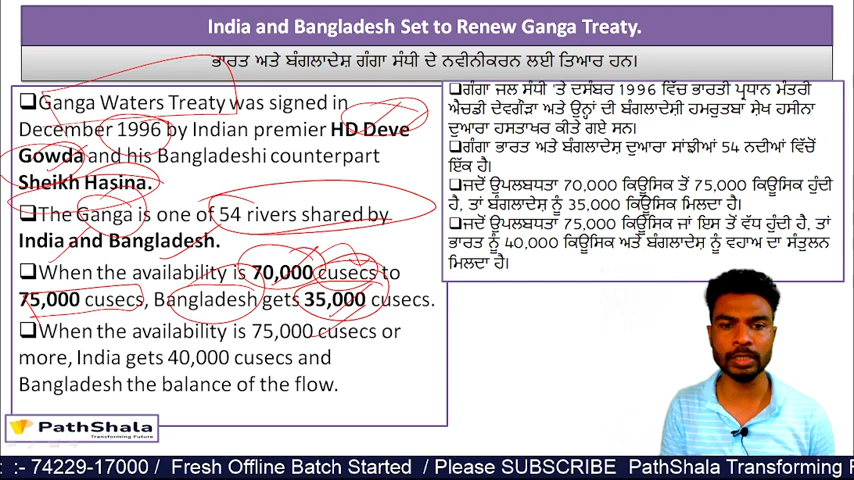 India and Bangladesh Set to Renew Ganga Treaty.
ਭਾਰਤ ਅਤੇ ਬੰਗਲਾਦੇਸ਼ ਗੰਗਾ ਸੰਧੀ ਦੇ ਨਵੀਨੀਕਰਨ ਲਈ ਤਿਆਰ ਹਨ।
Ganga Waters Treaty was signed in
December 1996 by Indian premier HD Deve
Gowda and his Bangladeshi counterpart
Sheikh Hasina.
The Ganga is one of 54 rivers shared by
India and Bangladesh.
When the availability is 70,000 cusecs to
75,000 cusecs, Bangladesh gets 35,000 cusecs.
When the availability is 75,000 cusecs or
more, India gets 40,000 cusecs and
Bangladesh the balance of the flow.
ਗੰਗਾ ਜਲ ਸੰਧੀ 'ਤੇ ਦਸੰਬਰ 1996 ਵਿੱਚ ਭਾਰਤੀ ਪ੍ਰਧਾਨ ਮੰਤਰੀ
ਐਚਡੀ ਦੇਵਗੌੜਾ ਅਤੇ ਉਨ੍ਹਾਂ ਦੀ ਬੰਗਲਾਦੇਸ਼ੀ ਹਮਰੁਤਬਾ ਸ਼ੇਖ ਹਸੀਨਾ
ਦੁਆਰਾ ਹਸਤਾਖਰ ਕੀਤੇ ਗਏ ਸਨ।
ਗੰਗਾ ਭਾਰਤ ਅਤੇ ਬੰਗਲਾਦੇਸ਼ ਦੁਆਰਾ ਸਾਂਝੀਆਂ 54 ਨਦੀਆਂ ਵਿੱਚੋਂ
ਇੱਕ ਹੈ।
ਜਦੋਂ ਉਪਲਬਧਤਾ 70,000 ਕਿਊਸਿਕ ਤੋਂ 75,000 ਕਿਊਸਿਕ ਹੁੰਦੀ
ਹੈ, ਤਾਂ ਬੰਗਲਾਦੇਸ਼ ਨੂੰ 35,000 ਕਿਊਸਿਕ ਮਿਲਦਾ ਹੈ।
ਜਦੋਂ ਉਪਲਬਧਤਾ 75,000 ਕਿਊਸਿਕ ਜਾਂ ਇਸ ਤੋਂ ਵੱਧ ਹੁੰਦੀ ਹੈ, ਤਾਂ
ਭਾਰਤ ਨੂੰ 40,000 ਕਿਊਸਿਕ ਅਤੇ ਬੰਗਲਾਦੇਸ਼ ਨੂੰ ਵਹਾਅ ਦਾ ਸੰਤੁਲਨ
ਮਿਲਦਾ ਹੈ।
PathShala
Transforming Future
: :- 74229-17000 / Fresh Offline Batch Started / Please SUBSCRIBE PathShala Transforming F